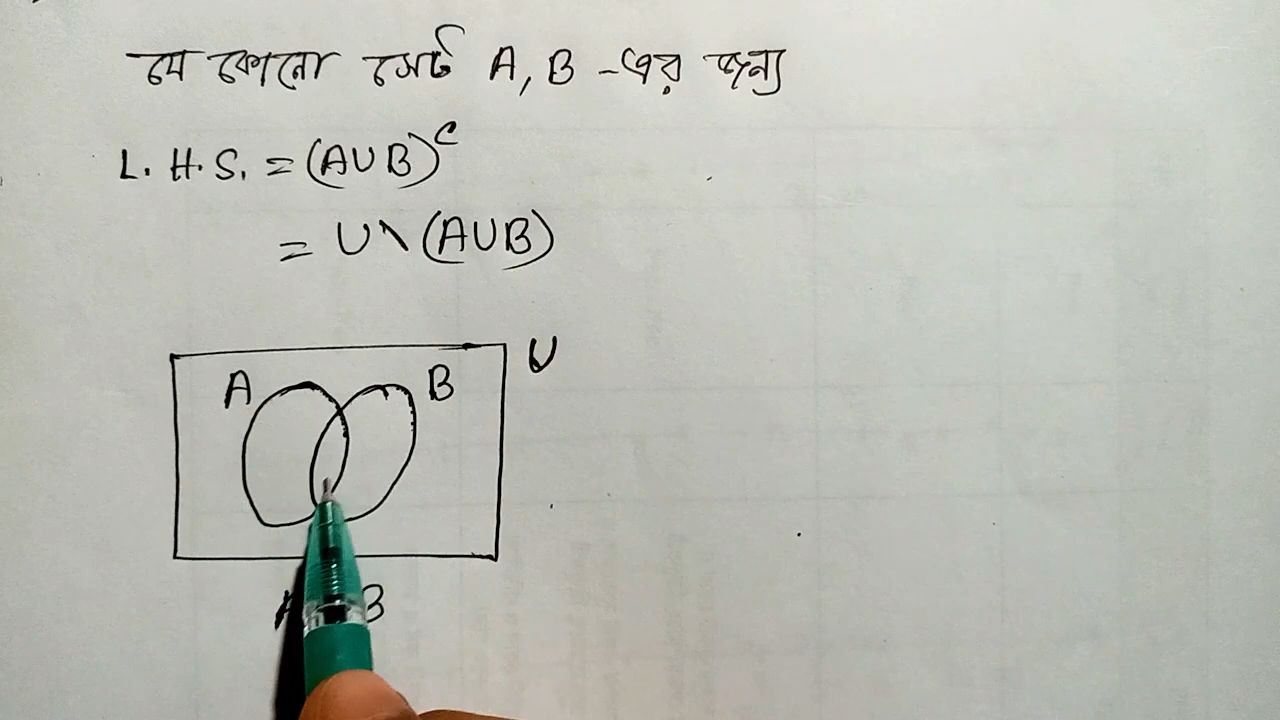 যে কোনো সেট A, B -এর জন্য
L. H. S. = (A∪B)^c
= U \ (A∪B)
U
A B
A B